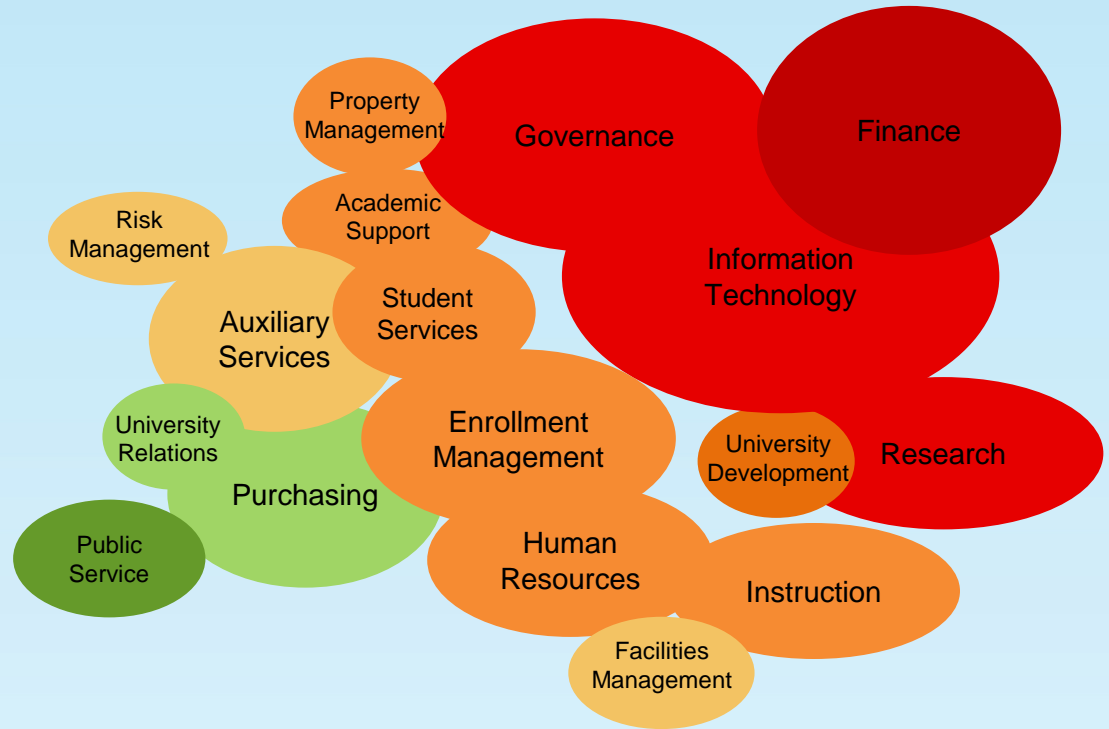 Property
Management
Governance
Finance
Academic
Support
Risk
Management
Information
Technology
Student
Services
Auxiliary
Services
University
Relations
Enrollment
Management
University
Development
Research
Purchasing
Public
Service
Human
Resources
Instruction
Facilities
Management